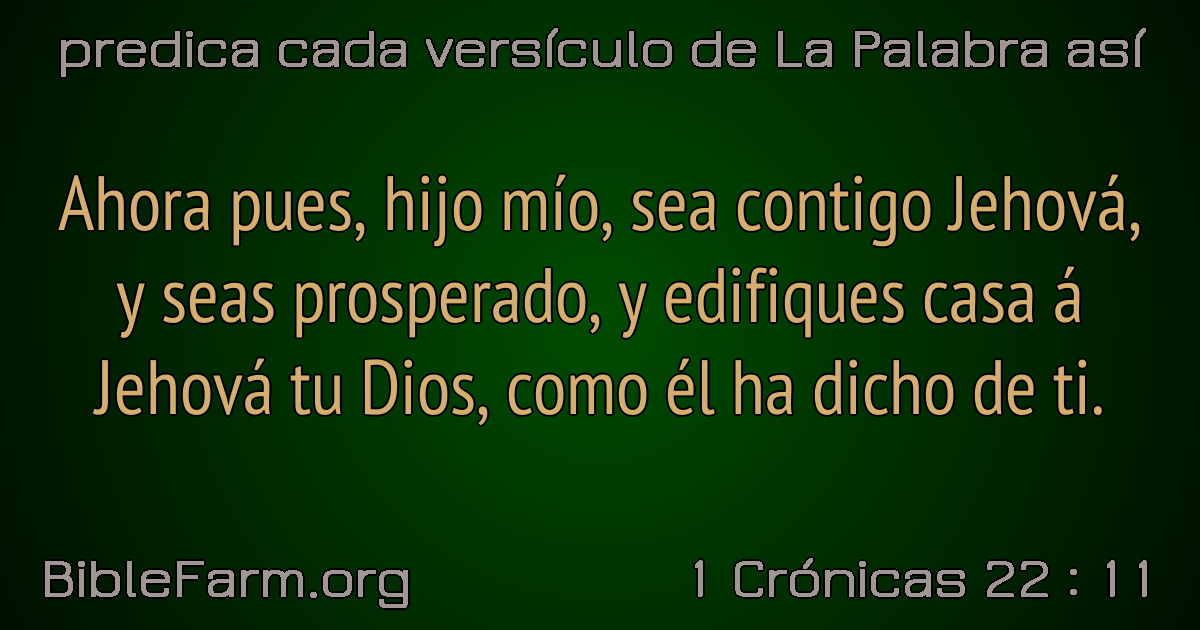 predica cada versículo de La Palabra así
Ahora pues, hijo mío, sea contigo Jehová,
y seas prosperado, y edifiques casa á
Jehová tu Dios, como él ha dicho de ti.
BibleFarm.org
1 Crónicas 22 : 11